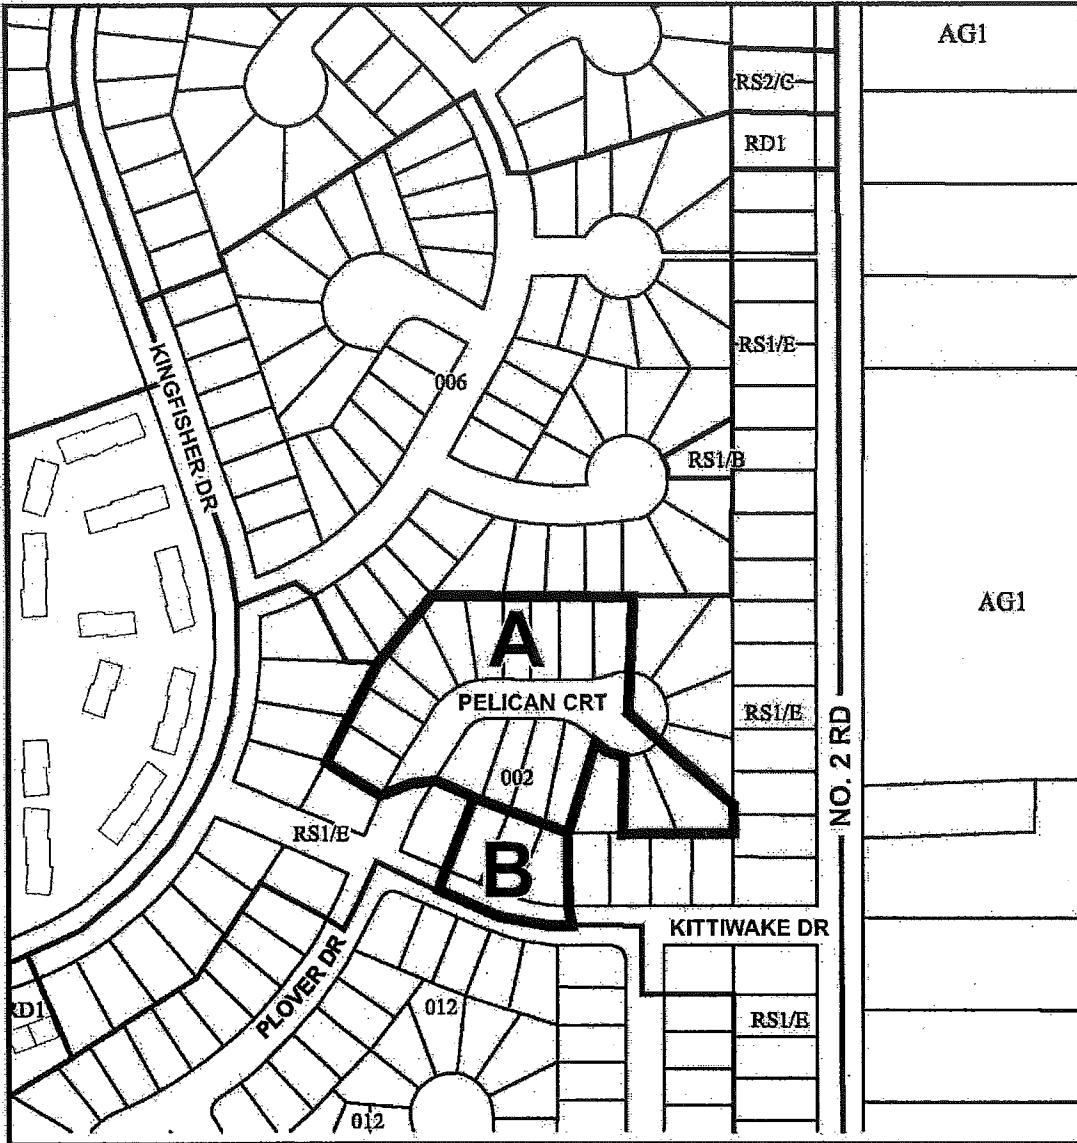 AG1
RS2/C
RD1
KINGFISHER DR
RS1/E
006
RS1/B
AG1
A
PELICAN CRT
RS1/E
NO. 2 RD
002
RS1/E
B
KITTIWAKE DR
PLOVER DR
012
RD1
RS1/E
012